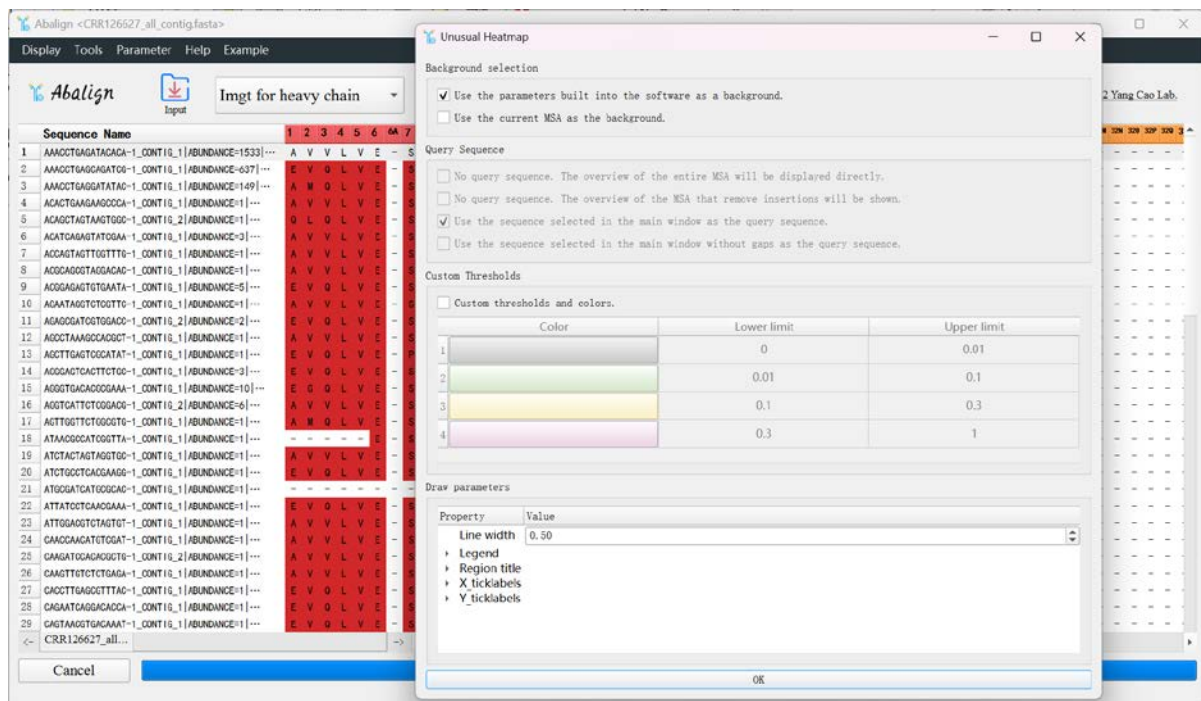 Abalign <CRR126627_all_contig.fasta>
Display Tools Parameter Help Example
Abalign
Input
Imgt for heavy chain
2 Yang Cao Lab.
Unusual Heatmap
Background selection
Use the parameters built into the software as a background.
Use the current MSA as the background.
Query Sequence
No query sequence. The overview of the entire MSA will be displayed directly.
No query sequence. The overview of the MSA that remove insertions will be shown.
Use the sequence selected in the main window as the query sequence.
Use the sequence selected in the main window without gaps as the query sequence.
Custom Thresholds
Custom thresholds and colors.
Color Lower limit Upper limit
1 0 0.01
2 0.01 0.1
3 0.1 0.3
4 0.3 1
Draw parameters
Property Value
Line width 0.50
Legend
Region title
X_ticklabels
Y_ticklabels
OK
Sequence Name 1 2 3 4 5 6 6A 7
1 AAACCTGAGATACACA-1_CONTIG_1|ABUNDANCE=1533|··· A V V L V E - S
2 AAACCTGAGCAGATCG-1_CONTIG_1|ABUNDANCE=637|··· E V Q L V E - S
3 AAACCTGAGGATATAC-1_CONTIG_1|ABUNDANCE=149|··· A M Q L V E - S
4 ACACTGAAGAAGCCCA-1_CONTIG_1|ABUNDANCE=1|··· A V V L V E - S
5 ACAGCTAGTAAGTGGC-1_CONTIG_2|ABUNDANCE=1|··· Q L Q L V E - S
6 ACATCAGAGTATCGAA-1_CONTIG_1|ABUNDANCE=3|··· A V V L V E - S
7 ACCAGTAGTTGGTTTG-1_CONTIG_1|ABUNDANCE=1|··· A V V L V E - S
8 ACGCAGCGTAGGACAC-1_CONTIG_1|ABUNDANCE=1|··· A V V L V E - S
9 ACGGAGAGTGTGAATA-1_CONTIG_1|ABUNDANCE=5|··· E V Q L V E - S
10 AGAATAGGTCTCGTTC-1_CONTIG_1|ABUNDANCE=1|··· A V V L V E -
11 AGAGCGATCGTGGACC-1_CONTIG_2|ABUNDANCE=2|··· E V Q L V E - S
12 AGCCTAAAGCCACGCT-1_CONTIG_1|ABUNDANCE=1|··· A V V L V E - S
13 AGCTTGAGTCGCATAT-1_CONTIG_1|ABUNDANCE=1|··· E V Q L V E - P
14 AGGGAGTCACTTCTGC-1_CONTIG_1|ABUNDANCE=3|··· E V Q L V E - S
15 AGGGTGACACGCGAAA-1_CONTIG_1|ABUNDANCE=10|··· E G Q L V E - S
16 AGGTCATTCTCGGACG-1_CONTIG_2|ABUNDANCE=6|··· A V V L V E - S
17 AGTTGGTTCTGGCGTG-1_CONTIG_1|ABUNDANCE=1|··· A M Q L V E - S
18 ATAACGCCATCGGTTA-1_CONTIG_1|ABUNDANCE=1|··· - - - - - E - S
19 ATCTACTAGTAGGTGC-1_CONTIG_1|ABUNDANCE=1|··· A V V L V E - S
20 ATCTGCCTCACGAAGG-1_CONTIG_1|ABUNDANCE=1|··· E V Q L V E - S
21 ATGCGATCATGCGCAC-1_CONTIG_1|ABUNDANCE=1|··· - - - - - - - -
22 ATTATCCTCAACGAAA-1_CONTIG_1|ABUNDANCE=1|··· E V Q L V E - S
23 ATTGGACGTCTAGTGT-1_CONTIG_1|ABUNDANCE=1|··· A V V L V E - S
24 CAACCAACATGTCGAT-1_CONTIG_1|ABUNDANCE=1|··· A V V L V E - S
25 CAAGATCCACACGCTG-1_CONTIG_2|ABUNDANCE=1|··· A V V L V E - S
26 CAAGTTGTCTCTGAGA-1_CONTIG_1|ABUNDANCE=1|··· A V V L V E - S
27 CACCTTGAGCGTTTAC-1_CONTIG_1|ABUNDANCE=1|··· E V Q L V E - S
28 CAGAATCAGGACACCA-1_CONTIG_1|ABUNDANCE=1|··· E V Q L V E - S
29 CAGTAACGTGACAAAT-1_CONTIG_1|ABUNDANCE=1|··· E V Q L V E - S
CRR126627_all...
Cancel